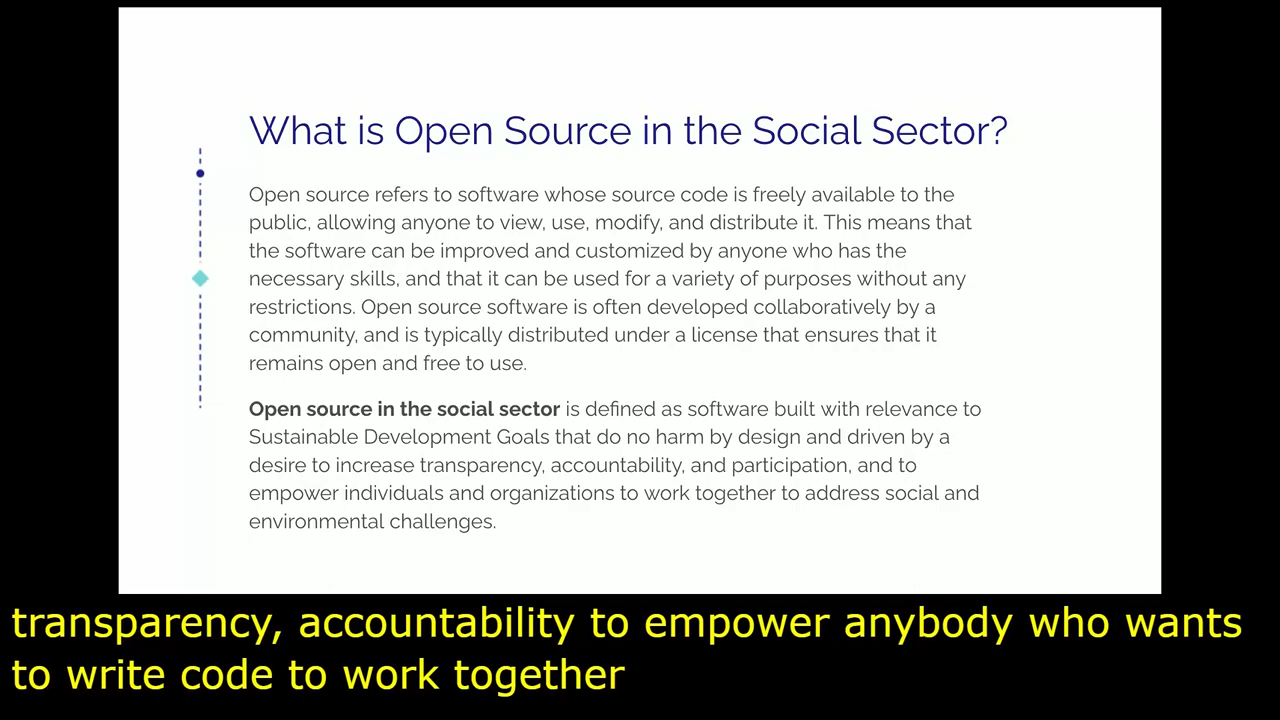 What is Open Source in the Social Sector?
Open source refers to software whose source code is freely available to the
public, allowing anyone to view, use, modify, and distribute it. This means that
the software can be improved and customized by anyone who has the
necessary skills, and that it can be used for a variety of purposes without any
restrictions. Open source software is often developed collaboratively by a
community, and is typically distributed under a license that ensures that it
remains open and free to use.
Open source in the social sector is defined as software built with relevance to
Sustainable Development Goals that do no harm by design and driven by a
desire to increase transparency, accountability, and participation, and to
empower individuals and organizations to work together to address social and
environmental challenges.
transparency, accountability to empower anybody who wants
to write code to work together